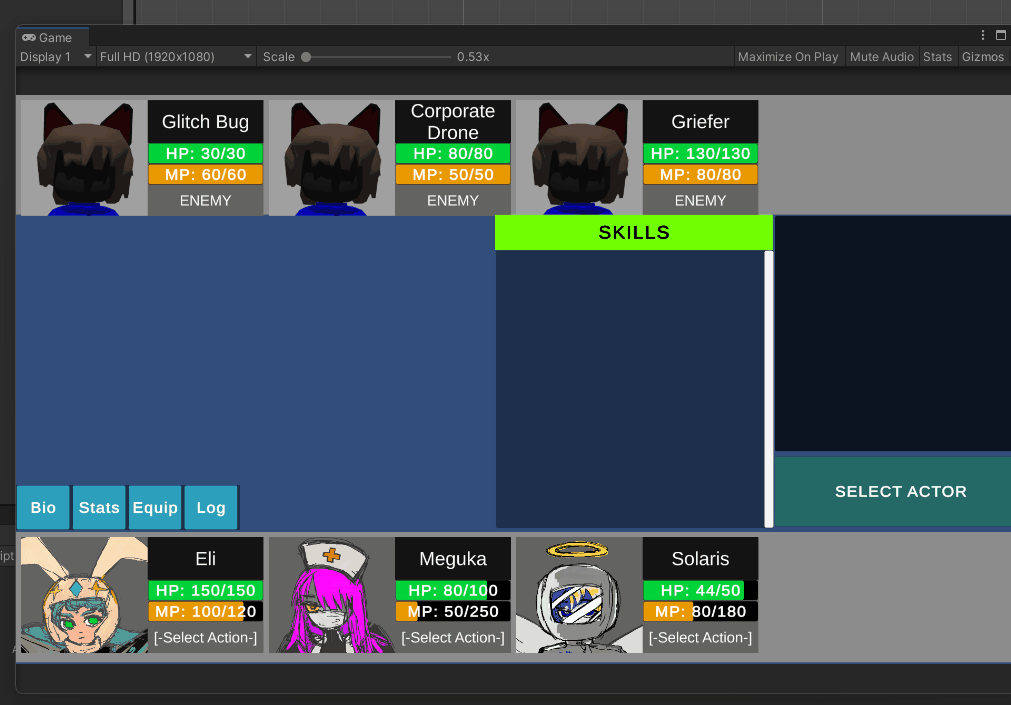 Game
Display 1
Full HD (1920x1080)
Scale
0.53x
Maximize On Play
Mute Audio
Stats
Gizmos
Glitch Bug
HP: 30/30
MP: 60/60
ENEMY
Corporate
Drone
HP: 80/80
MP: 50/50
ENEMY
Griefer
HP: 130/130
MP: 80/80
ENEMY
SKILLS
SELECT ACTOR
Bio
Stats
Equip
Log
ipt
Eli
HP: 150/150
MP: 100/120
[-Select Action-]
Meguka
HP: 80/100
MP: 50/250
[-Select Action-]
Solaris
HP: 44/50
MP: 80/180
[-Select Action-]